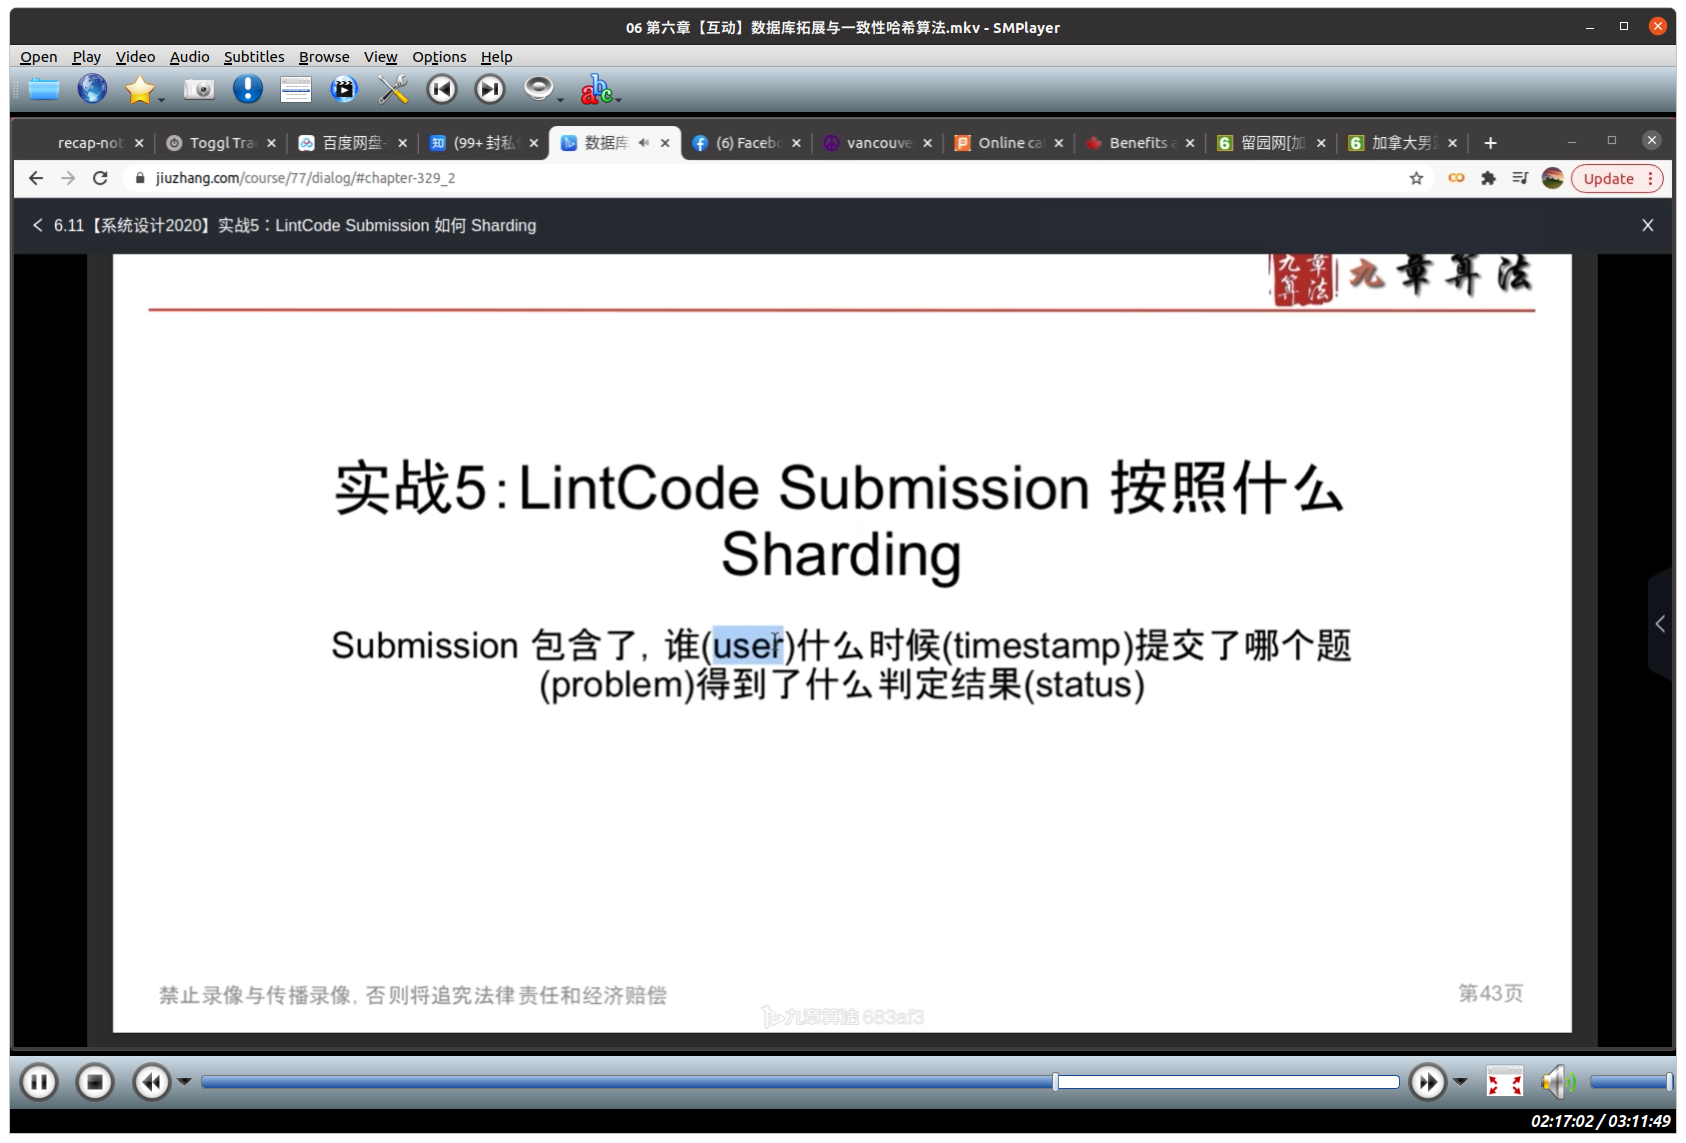 06 第六章【互动】数据库拓展与一致性哈希算法.mkv - SMPlayer
Open Play Video Audio Subtitles Browse View Options Help
recap-not Toggl Tra 百度网盘- (99+ 封私 数据库 (6) Facebo vancouve Online ca Benefits a 留园网[加 加拿大男
jiuzhang.com/course/77/dialog/#chapter-329_2
Update
6.11【系统设计2020】实战5：LintCode Submission 如何 Sharding
九章算法
九章算法
实战5：LintCode Submission 按照什么
Sharding
Submission 包含了, 谁(user)什么时候(timestamp)提交了哪个题
(problem)得到了什么判定结果(status)
禁止录像与传播录像, 否则将追究法律责任和经济赔偿
第43页
九章算法 683af3
02:17:02 / 03:11:49